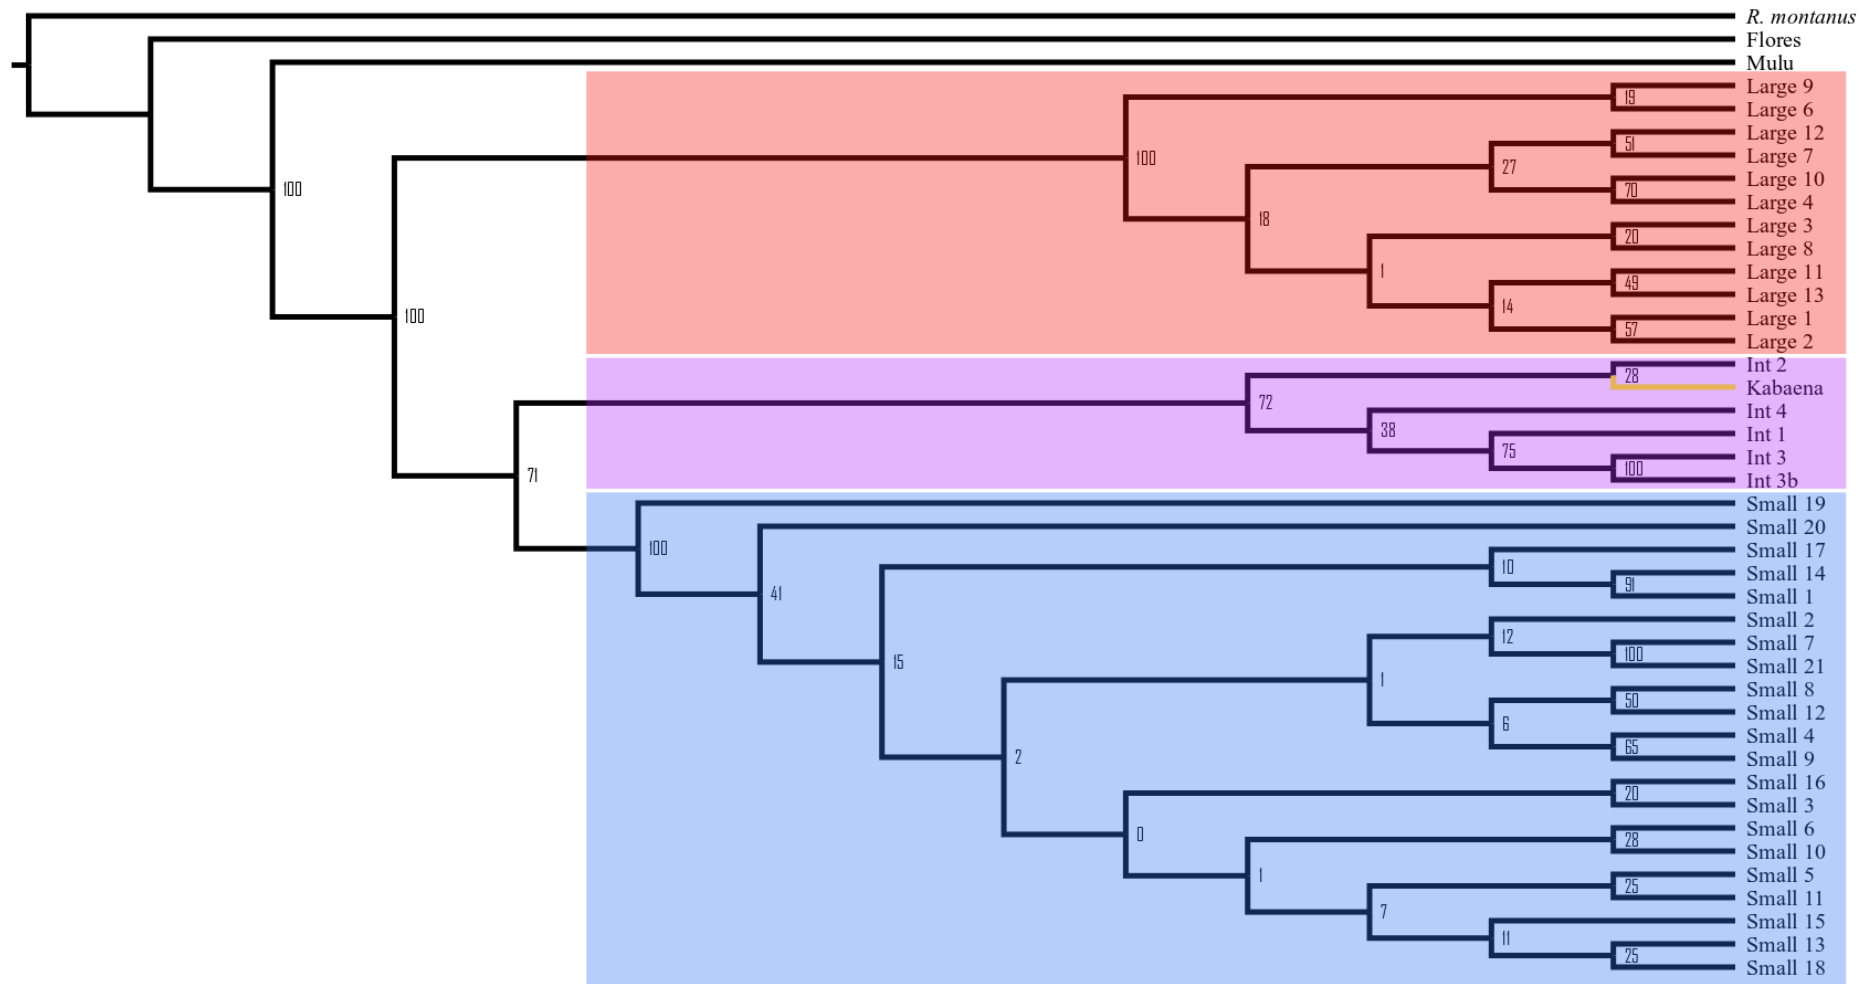 R. montanus
Flores
Mulu
Large 9
19
Large 6
Large 12
51
Large 7
100
27
Large 10
70
100
Large 4
18
Large 3
20
Large 8
1
Large 11
49
Large 13
14
100
Large 1
57
Large 2
Int 2
28
Kabaena
72
Int 4
38
Int 1
75
Int 3
71
100
Int 3b
Small 19
Small 20
100
Small 17
10
Small 14
91
41
Small 1
Small 2
12
Small 7
100
15
Small 21
1
Small 8
50
Small 12
6
Small 4
65
2
Small 9
Small 16
20
Small 3
0
Small 6
28
Small 10
1
Small 5
25
Small 11
7
Small 15
11
Small 13
25
Small 18